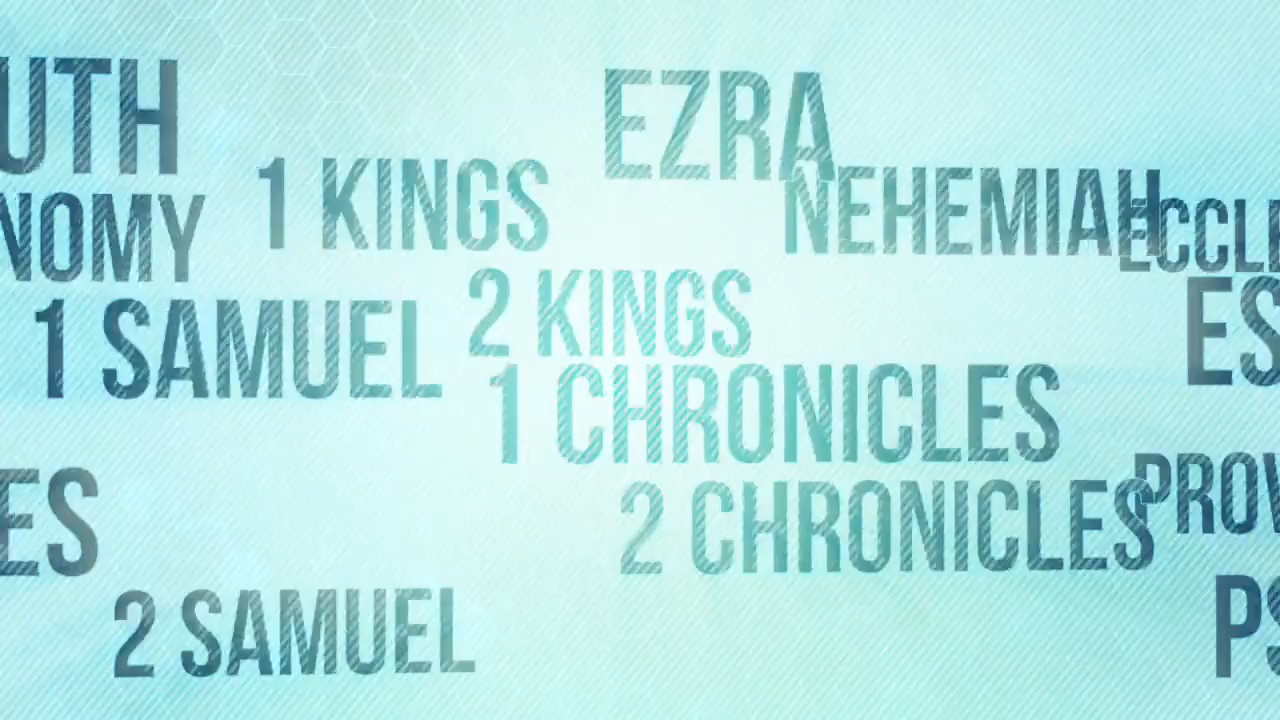 UTH
EZRA
1 KINGS
NEHEMIAH
NOMY
ECCLE
2 KINGS
ES
1 SAMUEL
1 CHRONICLES
ES
PROV
2 CHRONICLES
2 SAMUEL
PS